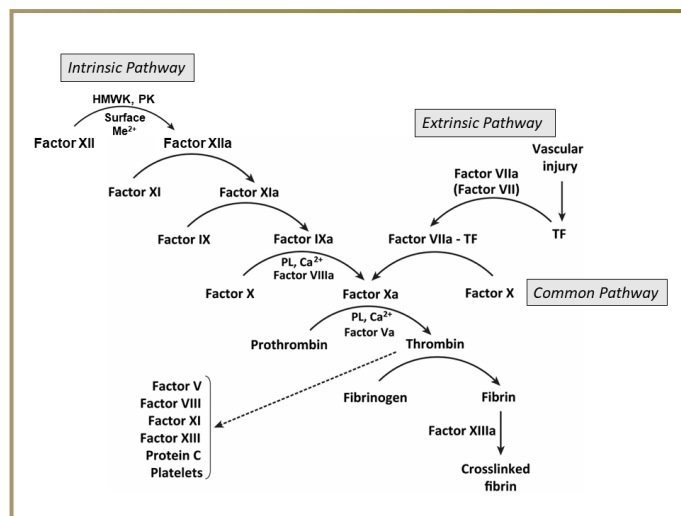 Intrinsic Pathway
HMWK, PK
Surface
Me²⁺
Factor XII
Factor XIIa
Extrinsic Pathway
Vascular
injury
Factor VIIa
(Factor VII)
Factor XI
Factor XIa
TF
Factor IX
Factor IXa
Factor VIIa - TF
PL, Ca²⁺
Factor VIIIa
Factor X
Factor Xa
Factor X
Common Pathway
PL, Ca²⁺
Factor Va
Prothrombin
Thrombin
Factor V
Factor VIII
Factor XI
Factor XIII
Protein C
Platelets
Fibrinogen
Fibrin
Factor XIIIa
Crosslinked
fibrin